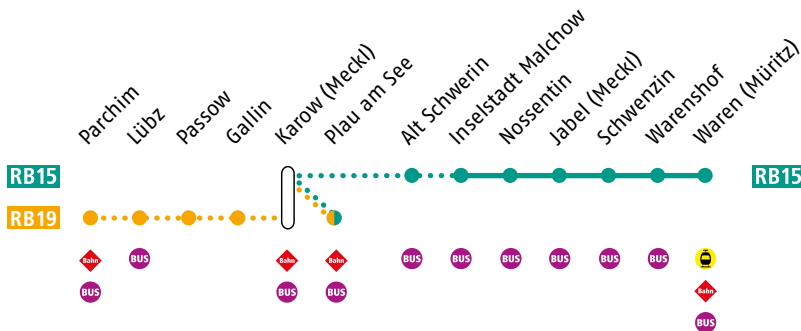 Parchim
Lübz
Passow
Gallin
Karow (Meckl)
Plau am See
Alt Schwerin
Inselstadt Malchow
Nossentin
Jabel (Meckl)
Schwenzin
Warenshof
Waren (Müritz)
RB15 RB15
RB19
Bahn BUS Bahn Bahn BUS BUS BUS BUS BUS BUS
BUS BUS BUS Bahn
BUS